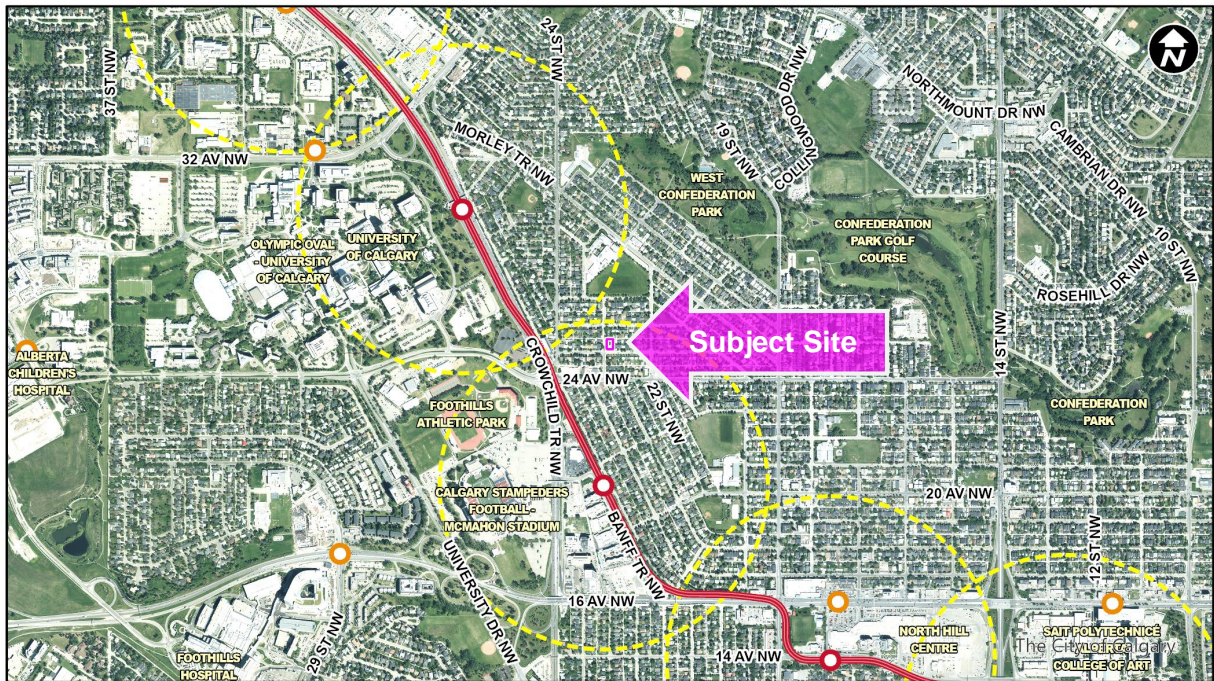 24 ST NW
37 ST NW
N
NORTHMOUNT DR NW
COLLINGWOOD DR NW
19 ST NW
CAMBRIAN DR NW
MORLEY TR NW
32 AV NW
WEST
CONFEDERATION
PARK
OLYMPIC OVAL
- UNIVERSITY
OF CALGARY
UNIVERSITY
OF CALGARY
CONFEDERATION
PARK GOLF
COURSE
10 ST NW
ROSEHILL DR NW
Subject Site
14 ST NW
ALBERTA
CHILDREN'S
HOSPITAL
CROWCHILD TR NW
24 AV NW
22 ST NW
FOOTHILLS
ATHLETIC PARK
CONFEDERATION
PARK
CALGARY STAMPEDERS
FOOTBALL -
MCMAHON STADIUM
20 AV NW
BANFF TR NW
12 ST NW
UNIVERSITY DR NW
16 AV NW
29 ST NW
FOOTHILLS
HOSPITAL
14 AV NW
NORTH HILL
CENTRE
SAIT POLYTECHNIC
COLLEGE OF ART
The City of Calgary